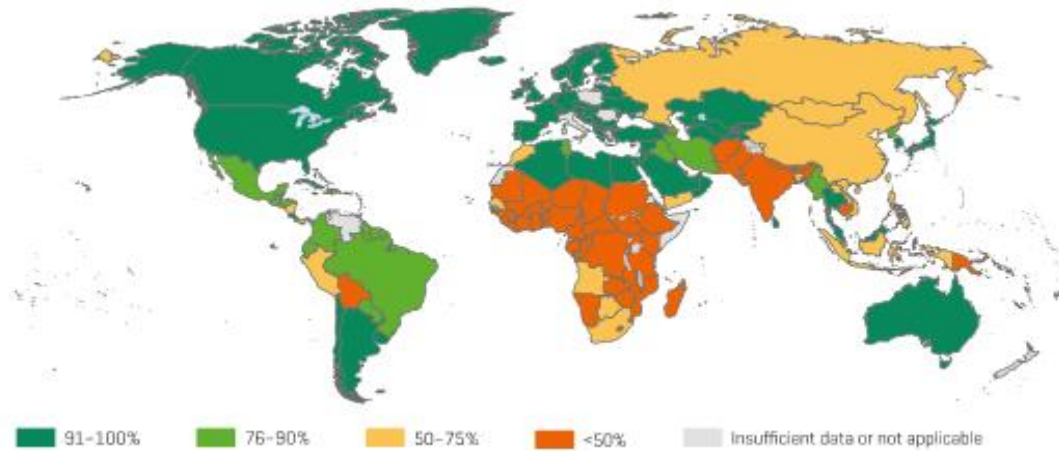 91–100% 76–90% 50–75% <50% Insufficient data or not applicable